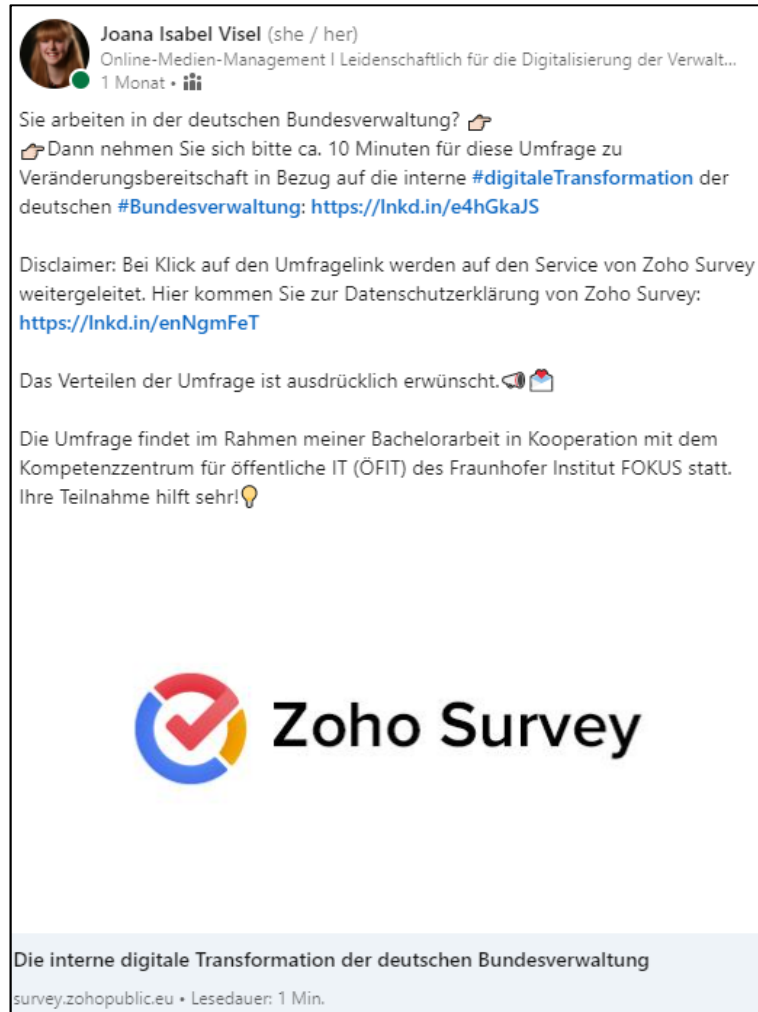 Joana Isabel Visel (she / her)
Online-Medien-Management I Leidenschaftlich für die Digitalisierung der Verwalt...
1 Monat •
Sie arbeiten in der deutschen Bundesverwaltung? 👉
👉Dann nehmen Sie sich bitte ca. 10 Minuten für diese Umfrage zu
Veränderungsbereitschaft in Bezug auf die interne #digitaleTransformation der
deutschen #Bundesverwaltung: https://lnkd.in/e4hGkaJS
Disclaimer: Bei Klick auf den Umfragelink werden auf den Service von Zoho Survey
weitergeleitet. Hier kommen Sie zur Datenschutzerklärung von Zoho Survey:
https://lnkd.in/enNgmFeT
Das Verteilen der Umfrage ist ausdrücklich erwünscht.📢💌
Die Umfrage findet im Rahmen meiner Bachelorarbeit in Kooperation mit dem
Kompetenzzentrum für öffentliche IT (ÖFIT) des Fraunhofer Institut FOKUS statt.
Ihre Teilnahme hilft sehr!💡
Zoho Survey
Die interne digitale Transformation der deutschen Bundesverwaltung
survey.zohopublic.eu • Lesedauer: 1 Min.